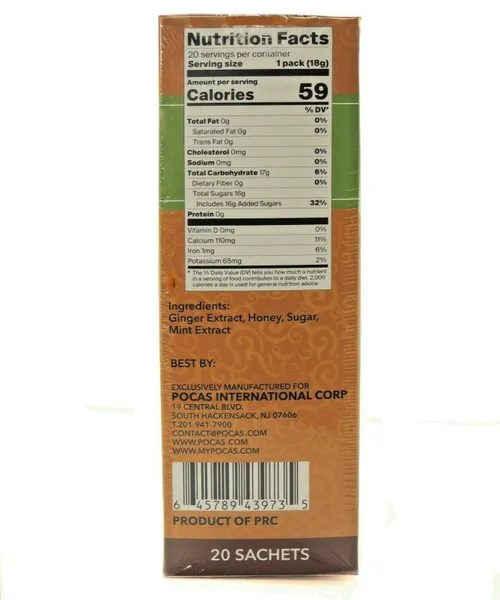 Nutrition Facts
20 servings per container
Serving size 1 pack (18g)
Amount per serving
Calories 59
% DV*
Total Fat 0g 0%
Saturated Fat 0g 0%
Trans Fat 0g
Cholesterol 0mg 0%
Sodium 0mg 0%
Total Carbohydrate 17g 6%
Dietary Fiber 0g 0%
Total Sugars 16g
Includes 16g Added Sugars 32%
Protein 0g
Vitamin D 0mg 0%
Calcium 110mg 11%
Iron 1mg 6%
Potassium 65mg 2%
* The % Daily Value (DV) tells you how much a nutrient
in a serving of food contributes to a daily diet. 2,000
calories a day is used for general nutrition advice.
Ingredients:
Ginger Extract, Honey, Sugar,
Mint Extract
BEST BY:
EXCLUSIVELY MANUFACTURED FOR
POCAS INTERNATIONAL CORP
19 CENTRAL BLVD.
SOUTH HACKENSACK, NJ 07606
T.201-941-7900
CONTACT@POCAS.COM
WWW.POCAS.COM
WWW.MYPOCAS.COM
6 45789 43973 5
PRODUCT OF PRC
20 SACHETS